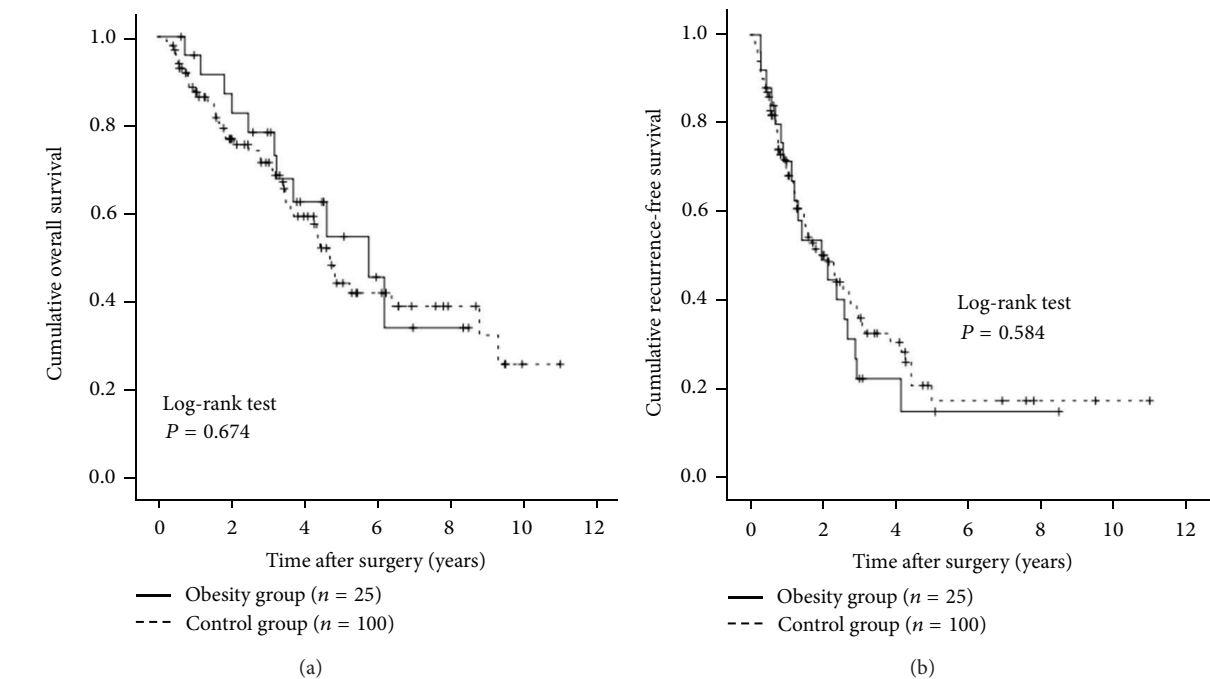 Cumulative overall survival
1.0
0.8
0.6
0.4
0.2
0.0
Log-rank test
P = 0.674
0 2 4 6 8 10 12
Time after surgery (years)
Obesity group (n = 25)
Control group (n = 100)
(a)
Cumulative recurrence-free survival
1.0
0.8
0.6
0.4
0.2
0.0
Log-rank test
P = 0.584
0 2 4 6 8 10 12
Time after surgery (years)
Obesity group (n = 25)
Control group (n = 100)
(b)